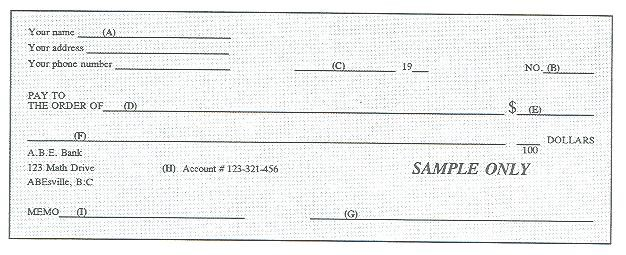 Your name (A)
Your address
Your phone number (C) 19 NO. (B)
PAY TO
THE ORDER OF (D) $ (E)
(F) DOLLARS
100
A.B.E. Bank
123 Math Drive (H) Account # 123-321-456 SAMPLE ONLY
ABEsville, B.C
MEMO (I) (G)